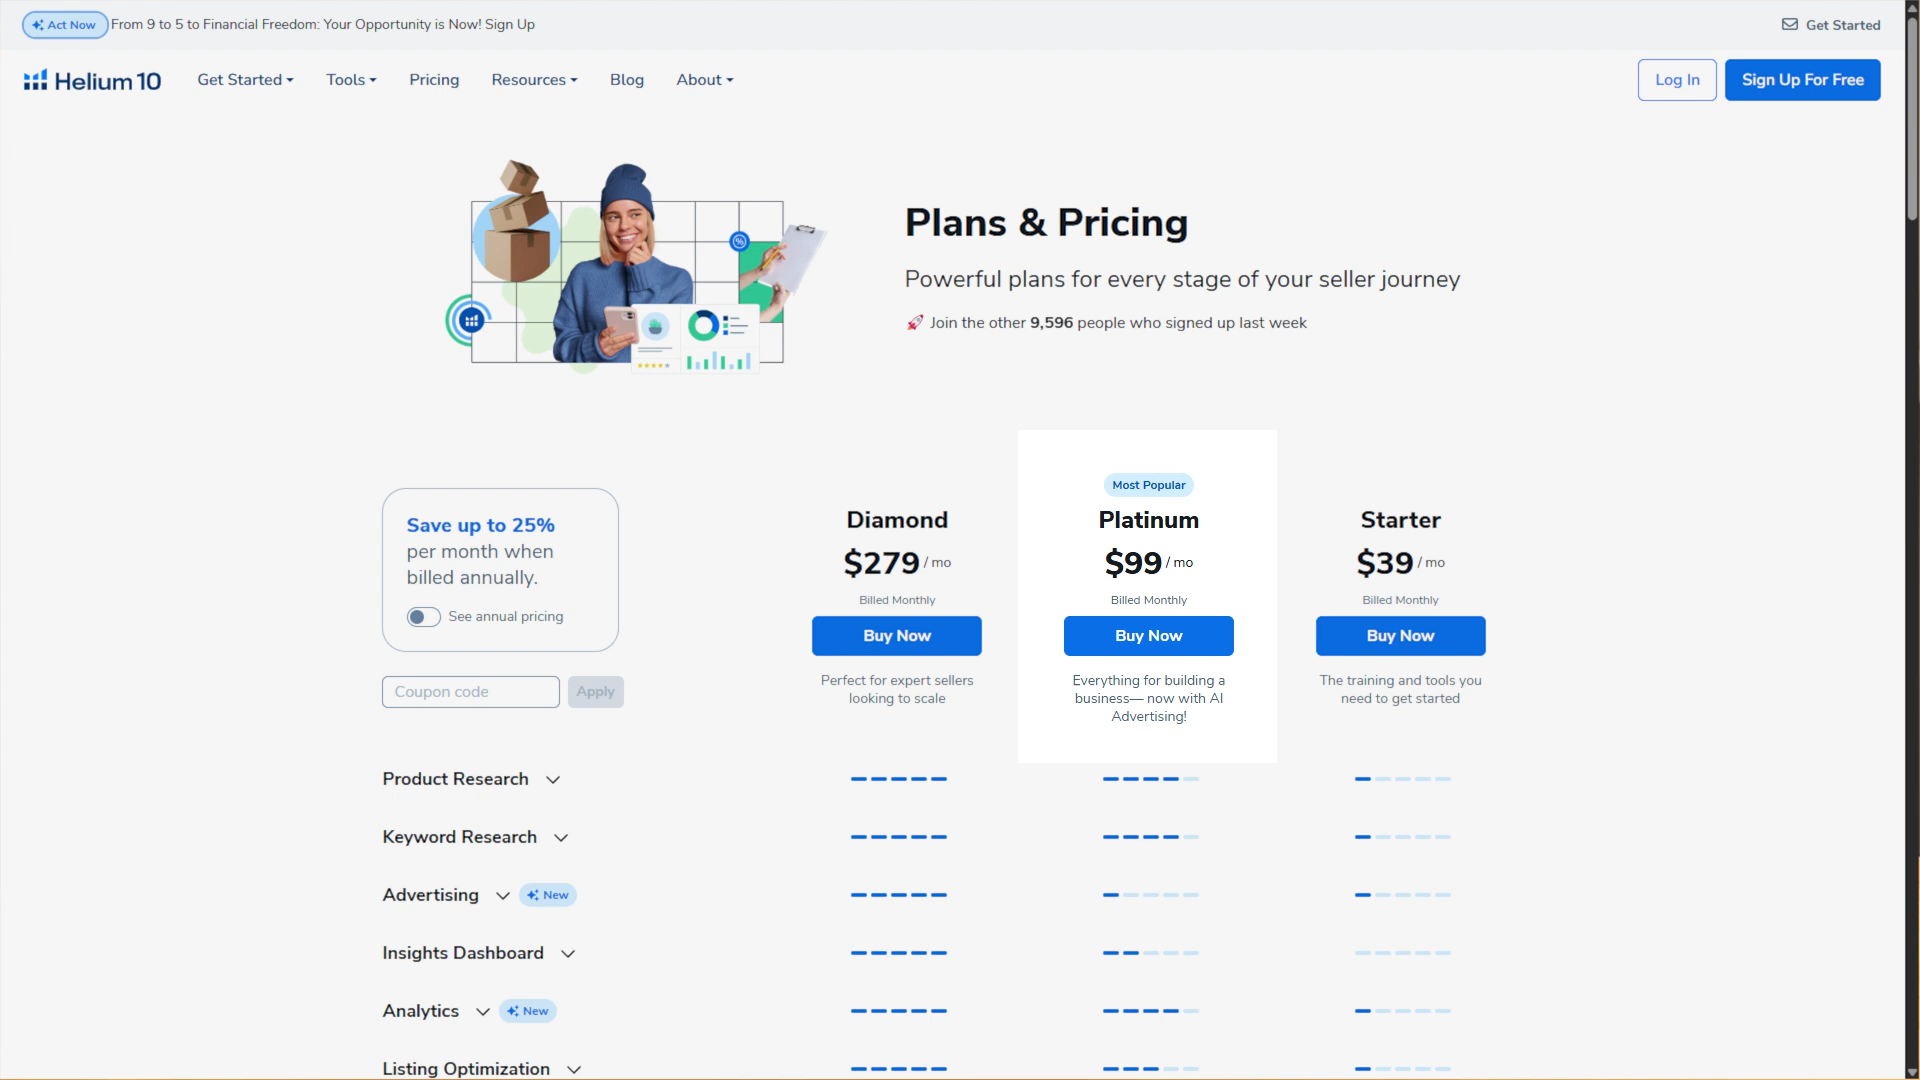 Act Now From 9 to 5 to Financial Freedom: Your Opportunity is Now! Sign Up
Get Started
Helium 10
Get Started
Tools
Pricing
Resources
Blog
About
Log In
Sign Up For Free
Plans & Pricing
Powerful plans for every stage of your seller journey
🚀 Join the other 9,596 people who signed up last week
Save up to 25%
per month when
billed annually.
See annual pricing
Coupon code
Apply
Diamond
$279 / mo
Billed Monthly
Buy Now
Perfect for expert sellers
looking to scale
Most Popular
Platinum
$99 / mo
Billed Monthly
Buy Now
Everything for building a
business— now with AI
Advertising!
Starter
$39 / mo
Billed Monthly
Buy Now
The training and tools you
need to get started
Product Research
Keyword Research
Advertising New
Insights Dashboard
Analytics New
Listing Optimization